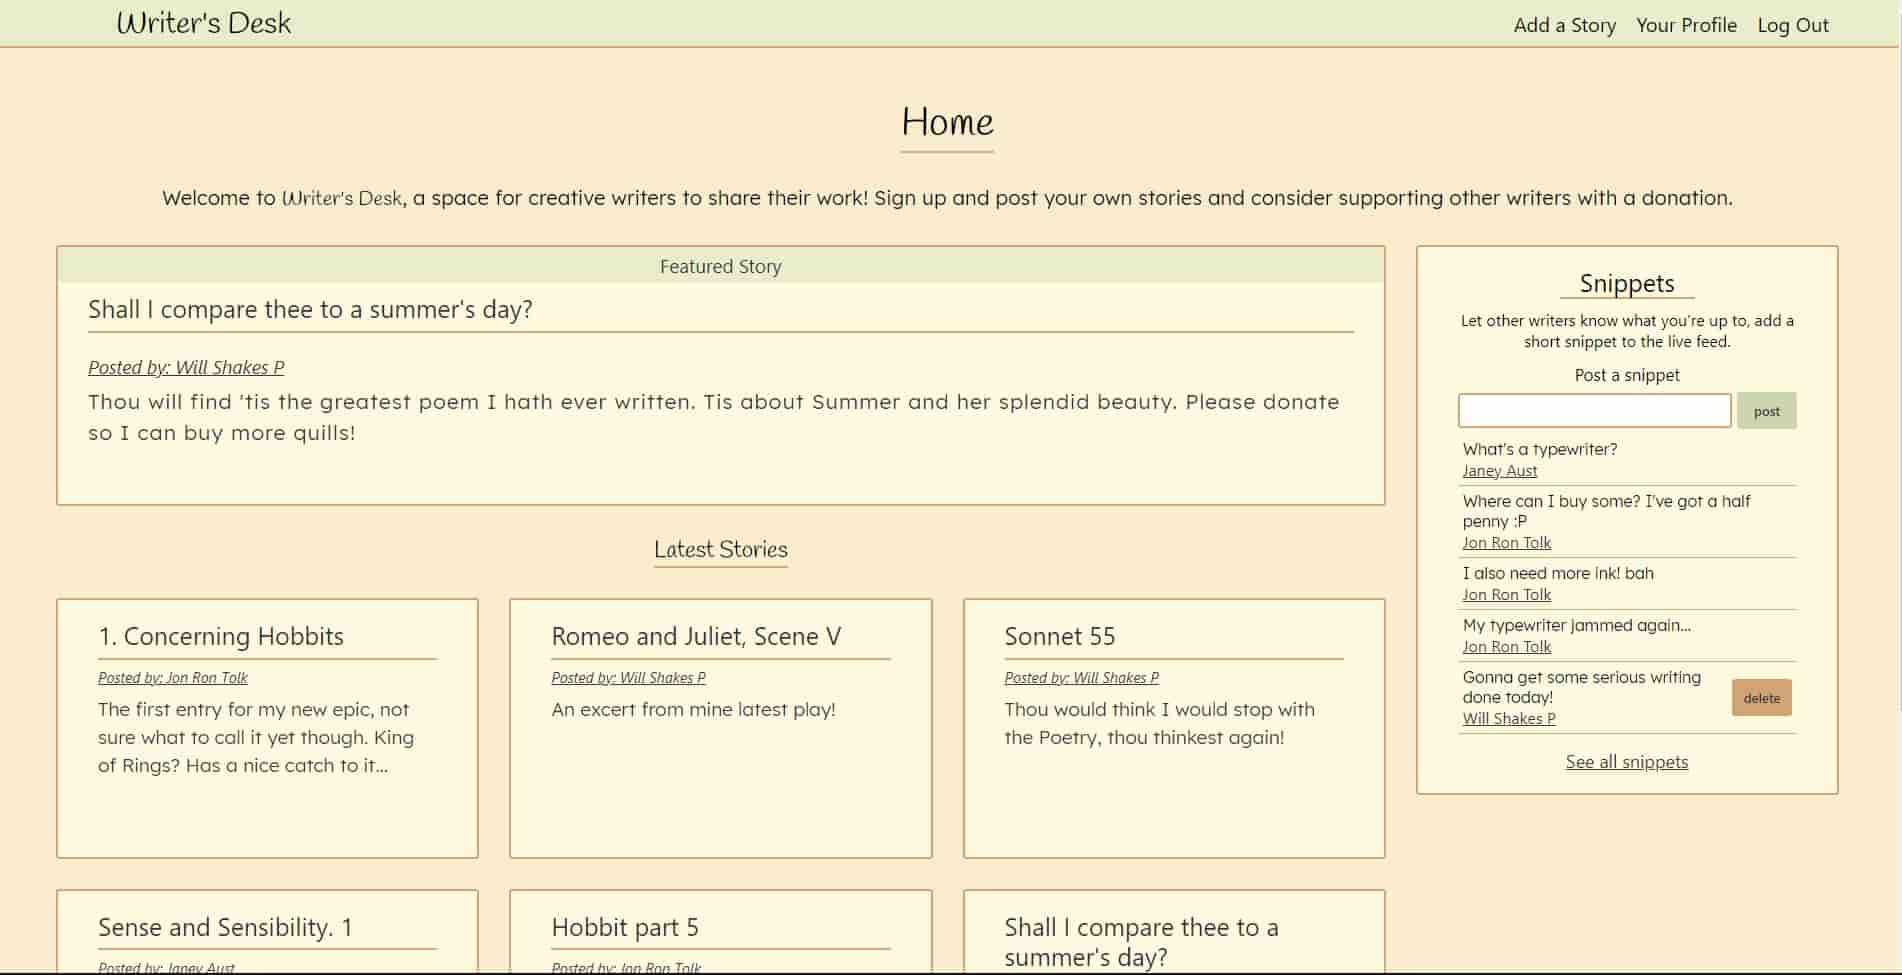 Writer's Desk
Add a Story Your Profile Log Out
Home
Welcome to Writer's Desk, a space for creative writers to share their work! Sign up and post your own stories and consider supporting other writers with a donation.
Featured Story
Shall I compare thee to a summer's day?
Posted by: Will Shakes P
Thou will find 'tis the greatest poem I hath ever written. Tis about Summer and her splendid beauty. Please donate
so I can buy more quills!
Latest Stories
1. Concerning Hobbits
Posted by: Jon Ron Tolk
The first entry for my new epic, not
sure what to call it yet though. King
of Rings? Has a nice catch to it...
Romeo and Juliet, Scene V
Posted by: Will Shakes P
An excert from mine latest play!
Sonnet 55
Posted by: Will Shakes P
Thou would think I would stop with
the Poetry, thou thinkest again!
Sense and Sensibility. 1
Posted by: Janey Aust
Hobbit part 5
Posted by: Jon Ron Tolk
Shall I compare thee to a
summer's day?
Snippets
Let other writers know what you're up to, add a
short snippet to the live feed.
Post a snippet
post
What's a typewriter?
Janey Aust
Where can I buy some? I've got a half
penny :P
Jon Ron Tolk
I also need more ink! bah
Jon Ron Tolk
My typewriter jammed again...
Jon Ron Tolk
Gonna get some serious writing
done today!
Will Shakes P
delete
See all snippets